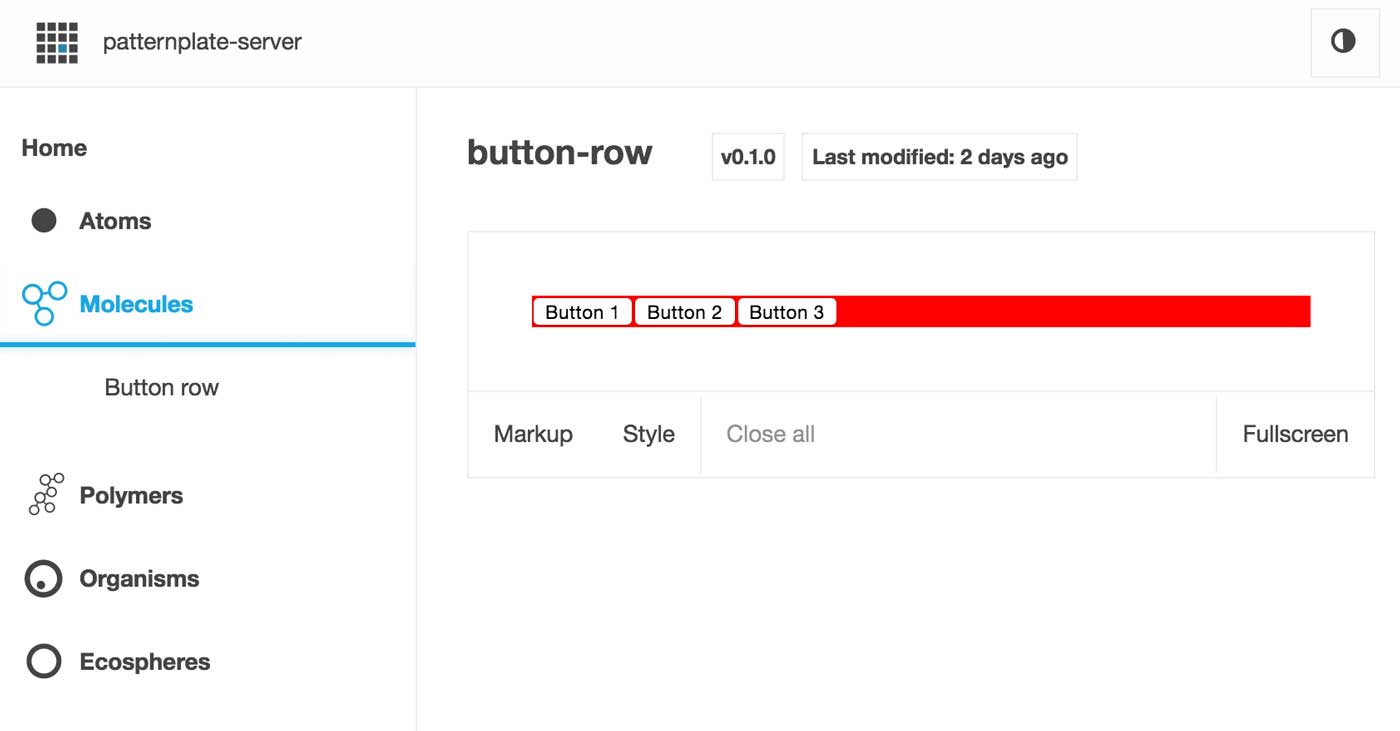 patternplate-server
Home
Atoms
Molecules
Button row
Polymers
Organisms
Ecospheres
button-row
v0.1.0
Last modified: 2 days ago
Button 1
Button 2
Button 3
Markup
Style
Close all
Fullscreen